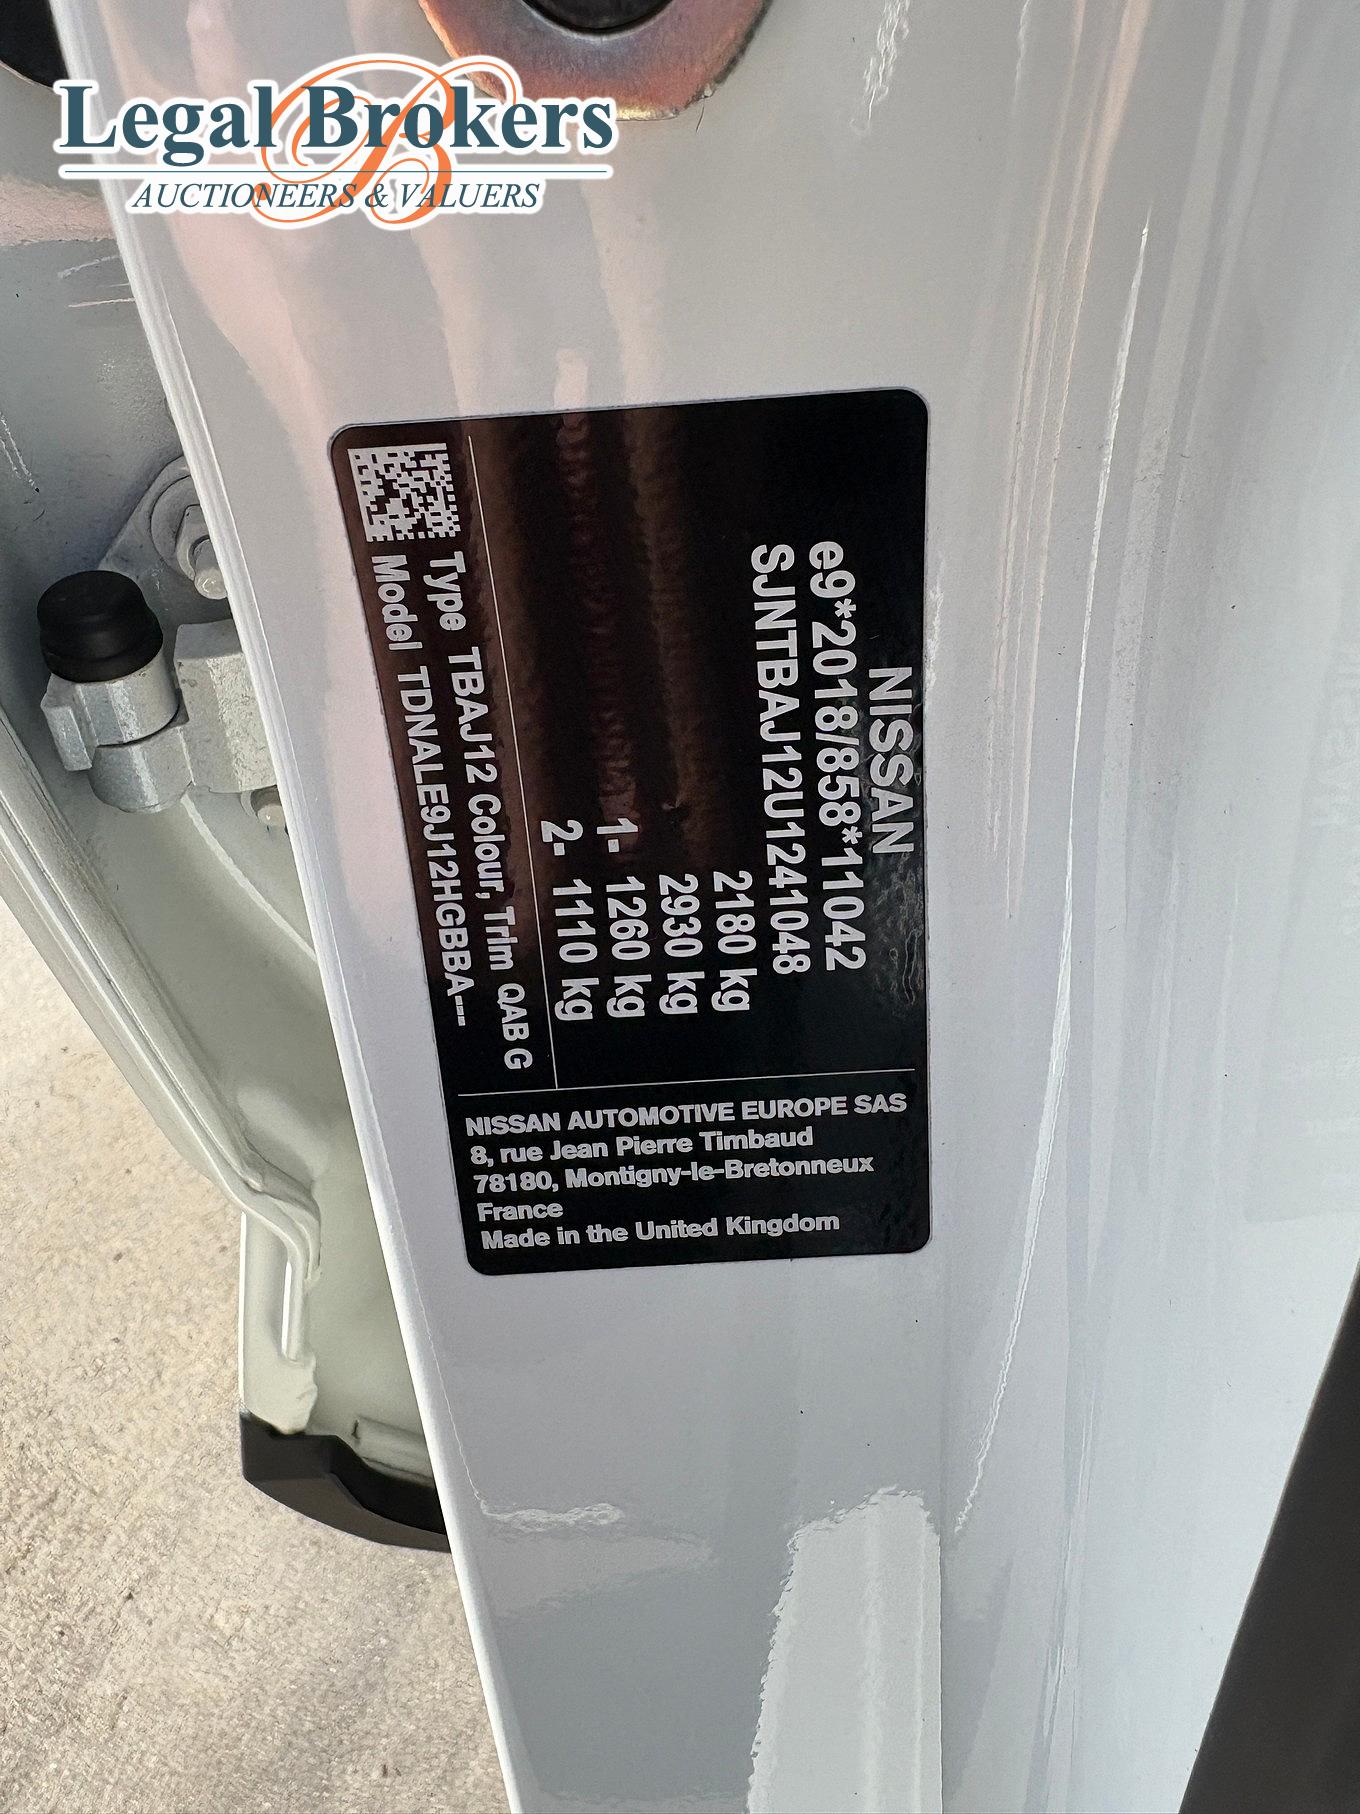 Legal Brokers
AUCTIONEERS & VALUERS
NISSAN
e9*2018/858*11042
SJNTBAJ12U1241048
2180 kg
2930 kg
1- 1260 kg
2- 1110 kg
Type TBAJ12 Colour, Trim QAB G
Model TDNALE9J12HGBBA---
NISSAN AUTOMOTIVE EUROPE SAS
8, rue Jean Pierre Timbaud
78180, Montigny-le-Bretonneux
France
Made in the United Kingdom